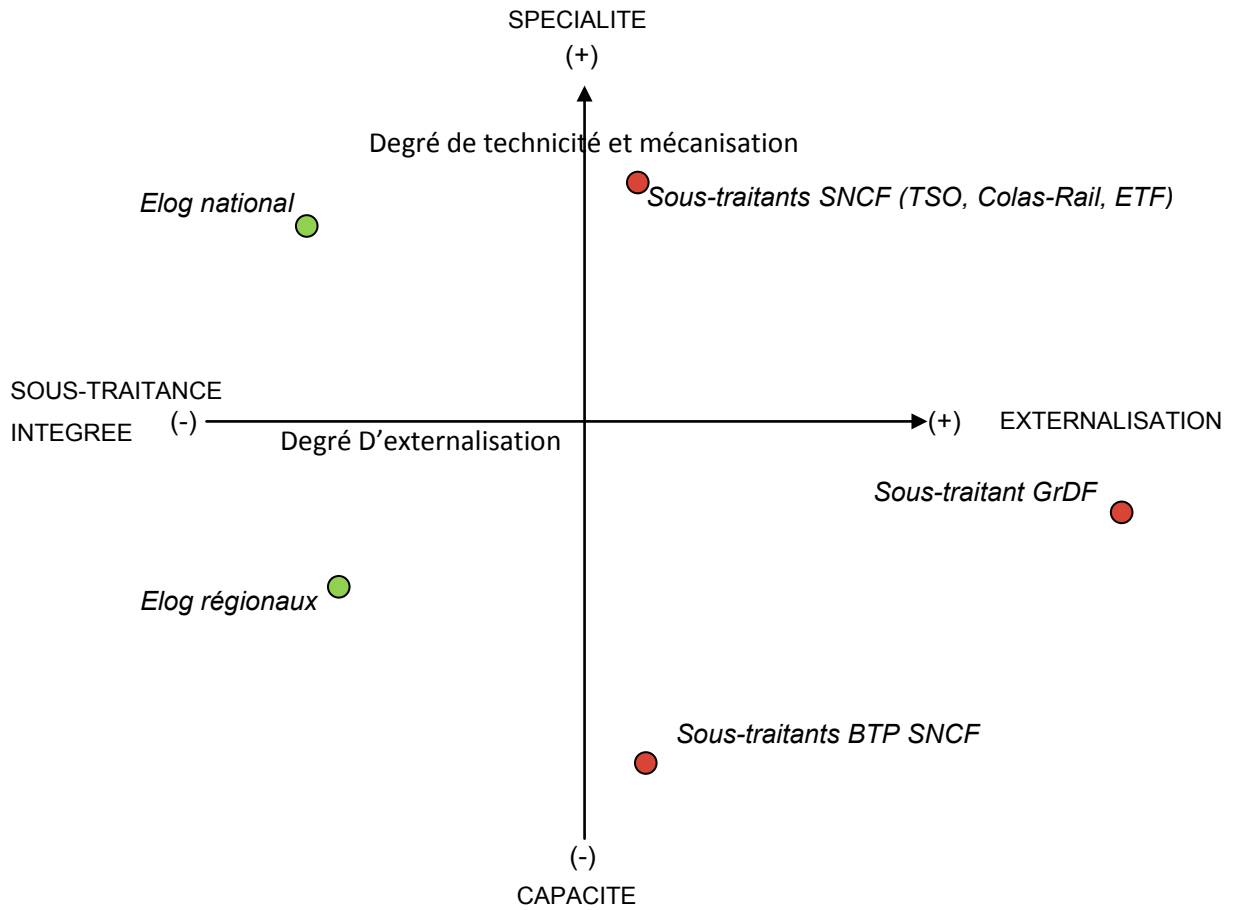 SPECIALITE
(+)
Degré de technicité et mécanisation
Elog national
Sous-traitants SNCF (TSO, Colas-Rail, ETF)
SOUS-TRAITANCE
INTEGREE (-)
(+) EXTERNALISATION
Degré D’externalisation
Sous-traitant GrDF
Elog régionaux
Sous-traitants BTP SNCF
(-)
CAPACITE